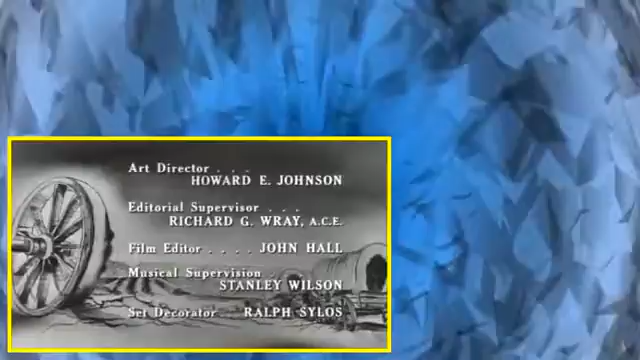 Art Director . . .
HOWARD E. JOHNSON
Editorial Supervisor . . .
RICHARD G. WRAY, A.C.E.
Film Editor . . . . JOHN HALL
Musical Supervision .
STANLEY WILSON
Set Decorator . . RALPH SYLOS